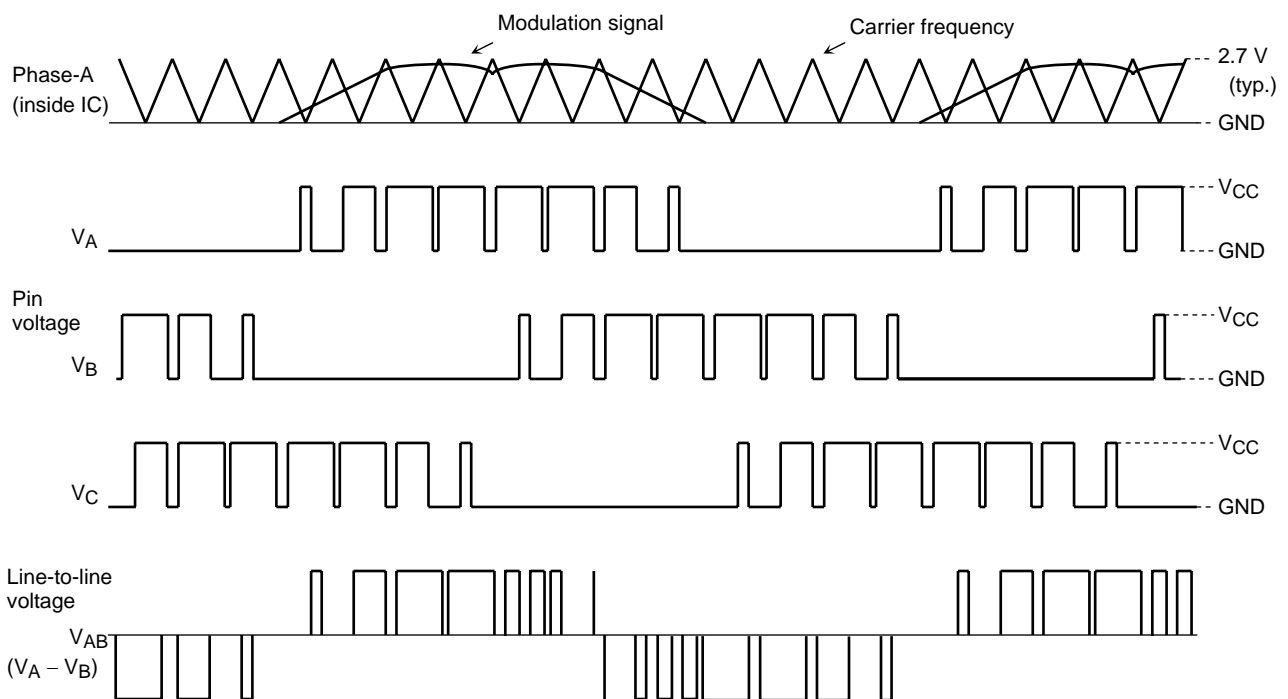 Modulation signal
Carrier frequency
Phase-A
(inside IC)
2.7 V
(typ.)
GND
VCC
VA
GND
Pin
voltage
VCC
VB
GND
VCC
VC
GND
Line-to-line
voltage
VAB
(VA − VB)